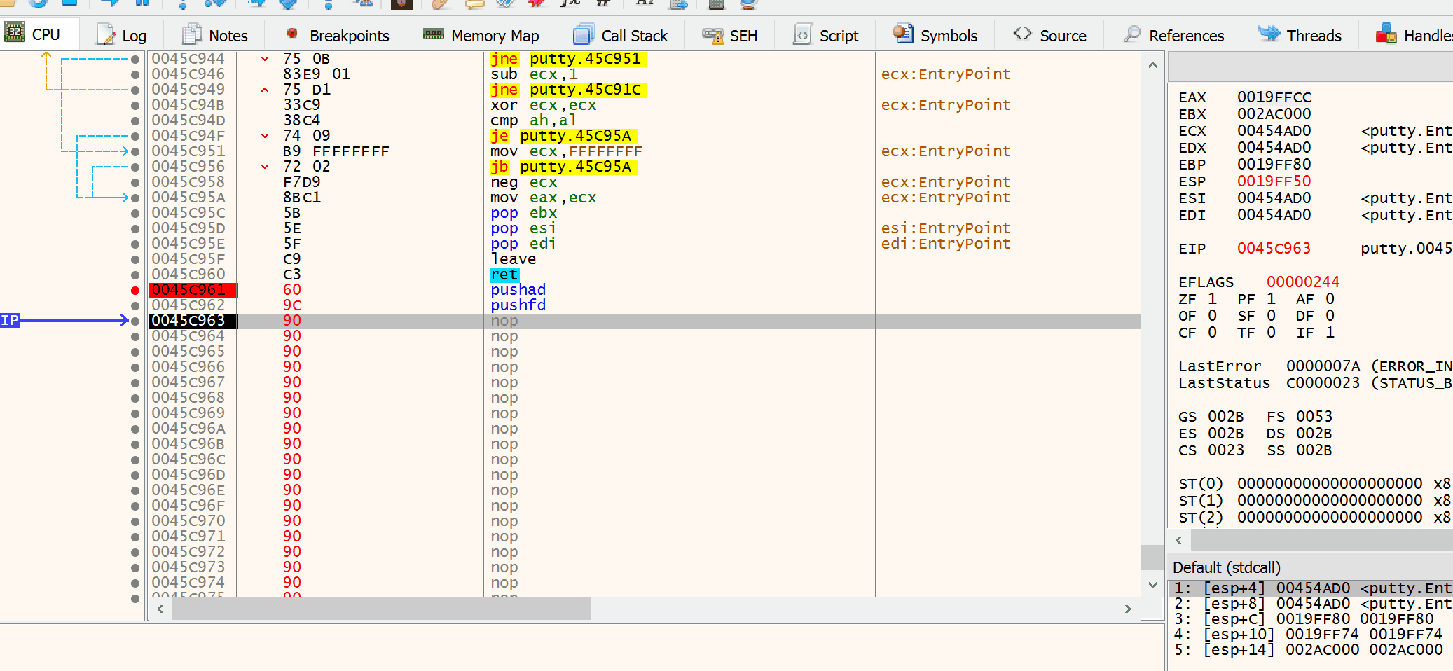 CPU Log Notes Breakpoints Memory Map Call Stack SEH Script Symbols Source References Threads Handles
0045C944 75 0B jne putty.45C951
0045C946 83E9 01 sub ecx,1 ecx:EntryPoint
0045C949 75 D1 jne putty.45C91C
0045C94B 33C9 xor ecx,ecx ecx:EntryPoint
0045C94D 38C4 cmp ah,al
0045C94F 74 09 je putty.45C95A
0045C951 B9 FFFFFFFF mov ecx,FFFFFFFF ecx:EntryPoint
0045C956 72 02 jb putty.45C95A
0045C958 F7D9 neg ecx ecx:EntryPoint
0045C95A 8BC1 mov eax,ecx ecx:EntryPoint
0045C95C 5B pop ebx
0045C95D 5E pop esi esi:EntryPoint
0045C95E 5F pop edi edi:EntryPoint
0045C95F C9 leave
0045C960 C3 ret
0045C961 60 pushad
0045C962 9C pushfd
IP 0045C963 90 nop
0045C964 90 nop
0045C965 90 nop
0045C966 90 nop
0045C967 90 nop
0045C968 90 nop
0045C969 90 nop
0045C96A 90 nop
0045C96B 90 nop
0045C96C 90 nop
0045C96D 90 nop
0045C96E 90 nop
0045C96F 90 nop
0045C970 90 nop
0045C971 90 nop
0045C972 90 nop
0045C973 90 nop
0045C974 90 nop
0045C975 90 nop
EAX 0019FFCC
EBX 002AC000
ECX 00454AD0 <putty.Ent
EDX 00454AD0 <putty.Ent
EBP 0019FF80
ESP 0019FF50
ESI 00454AD0 <putty.Ent
EDI 00454AD0 <putty.Ent
EIP 0045C963 putty.0045
EFLAGS 00000244
ZF 1 PF 1 AF 0
OF 0 SF 0 DF 0
CF 0 TF 0 IF 1
LastError 0000007A (ERROR_IN
LastStatus C0000023 (STATUS_B
GS 002B FS 0053
ES 002B DS 002B
CS 0023 SS 002B
ST(0) 00000000000000000000 x8
ST(1) 00000000000000000000 x8
ST(2) 00000000000000000000 x8
Default (stdcall)
1: [esp+4] 00454AD0 <putty.Ent
2: [esp+8] 00454AD0 <putty.Ent
3: [esp+C] 0019FF80 0019FF80
4: [esp+10] 0019FF74 0019FF74
5: [esp+14] 002AC000 002AC000